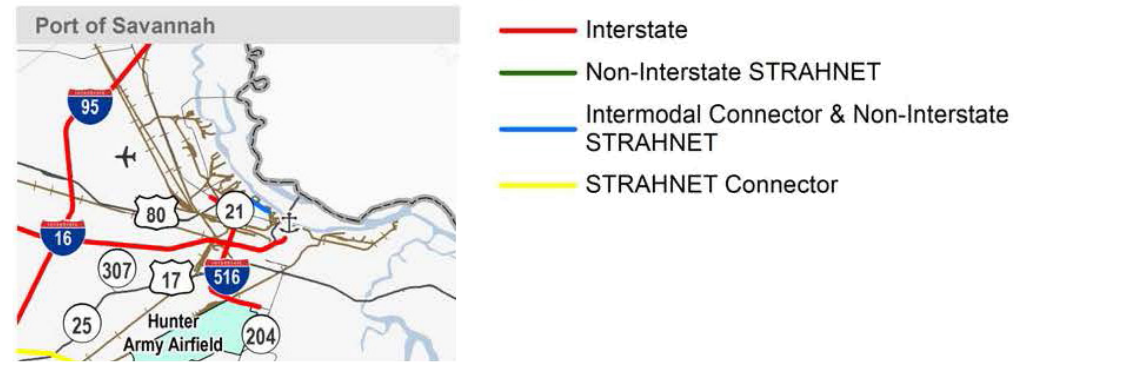 Port of Savannah
95
80
21
16
307
17
516
25
Hunter
Army Airfield
204
Interstate
Non-Interstate STRAHNET
Intermodal Connector & Non-Interstate
STRAHNET
STRAHNET Connector